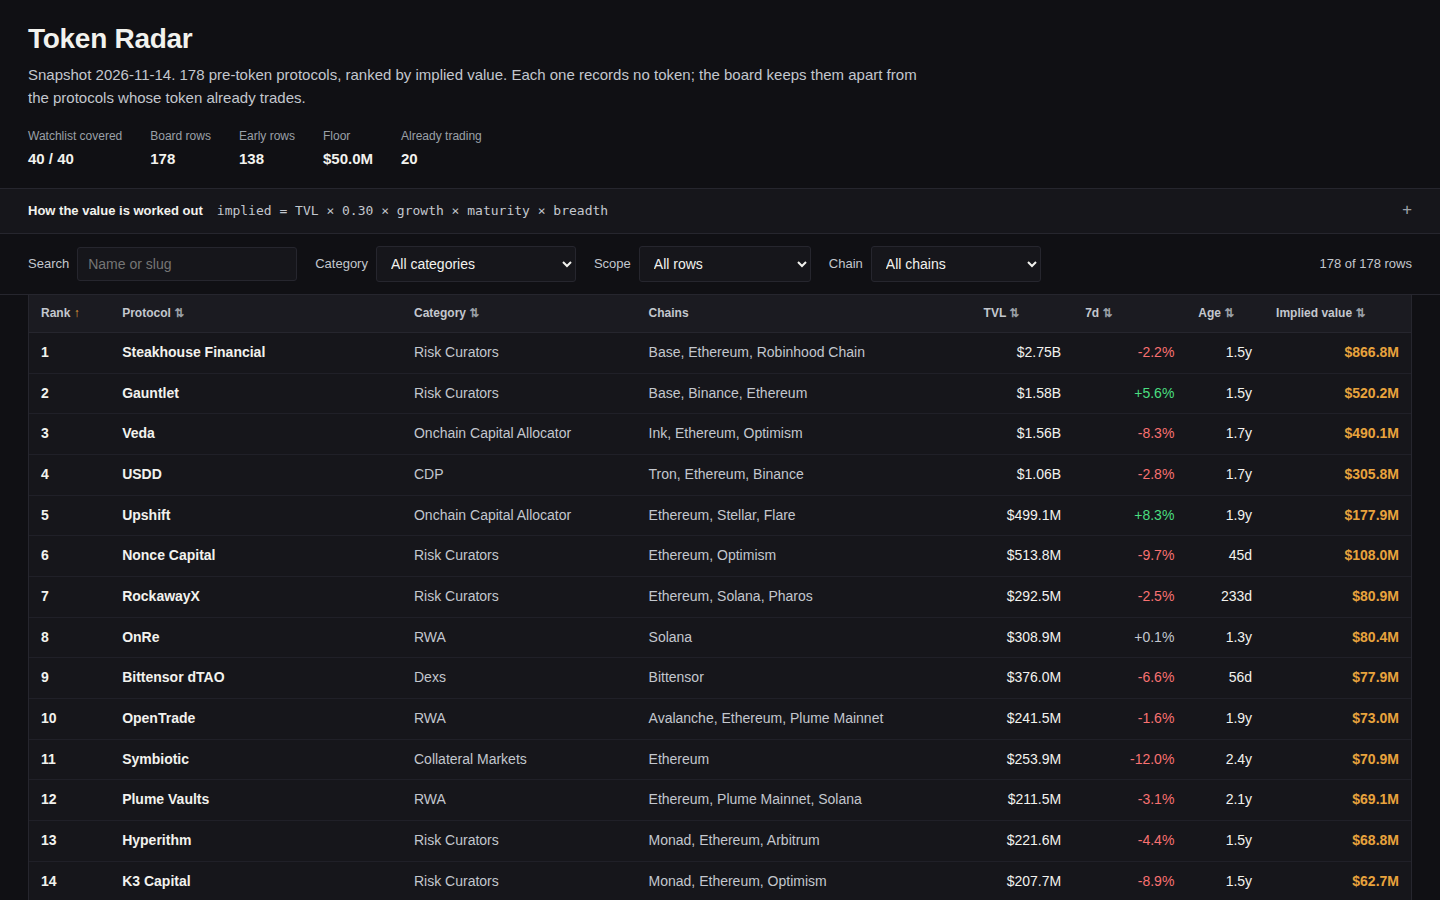 Token Radar
Snapshot 2026-11-14. 178 pre-token protocols, ranked by implied value. Each one records no token; the board keeps them apart from
the protocols whose token already trades.
Watchlist covered Board rows Early rows Floor Already trading
40 / 40 178 138 $50.0M 20
How the value is worked out implied = TVL × 0.30 × growth × maturity × breadth +
Search Name or slug Category All categories Scope All rows Chain All chains 178 of 178 rows
Rank ↑ Protocol ⇅ Category ⇅ Chains TVL ⇅ 7d ⇅ Age ⇅ Implied value ⇅
1 Steakhouse Financial Risk Curators Base, Ethereum, Robinhood Chain $2.75B -2.2% 1.5y $866.8M
2 Gauntlet Risk Curators Base, Binance, Ethereum $1.58B +5.6% 1.5y $520.2M
3 Veda Onchain Capital Allocator Ink, Ethereum, Optimism $1.56B -8.3% 1.7y $490.1M
4 USDD CDP Tron, Ethereum, Binance $1.06B -2.8% 1.7y $305.8M
5 Upshift Onchain Capital Allocator Ethereum, Stellar, Flare $499.1M +8.3% 1.9y $177.9M
6 Nonce Capital Risk Curators Ethereum, Optimism $513.8M -9.7% 45d $108.0M
7 RockawayX Risk Curators Ethereum, Solana, Pharos $292.5M -2.5% 233d $80.9M
8 OnRe RWA Solana $308.9M +0.1% 1.3y $80.4M
9 Bittensor dTAO Dexs Bittensor $376.0M -6.6% 56d $77.9M
10 OpenTrade RWA Avalanche, Ethereum, Plume Mainnet $241.5M -1.6% 1.9y $73.0M
11 Symbiotic Collateral Markets Ethereum $253.9M -12.0% 2.4y $70.9M
12 Plume Vaults RWA Ethereum, Plume Mainnet, Solana $211.5M -3.1% 2.1y $69.1M
13 Hyperithm Risk Curators Monad, Ethereum, Arbitrum $221.6M -4.4% 1.5y $68.8M
14 K3 Capital Risk Curators Monad, Ethereum, Optimism $207.7M -8.9% 1.5y $62.7M